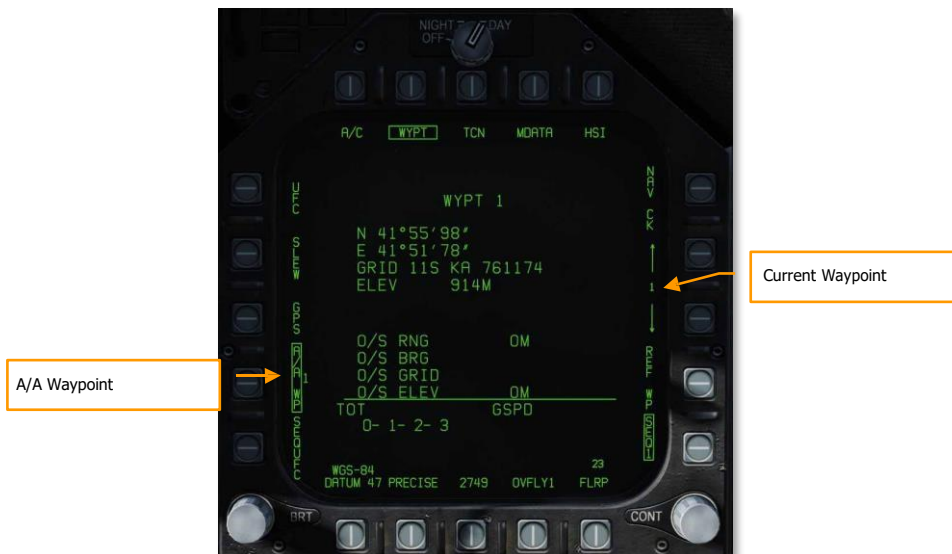 NIGHT DAY
OFF
A/C WYPT TCN MDATA HSI
UFC
NAV CK
WYPT 1
N 41°55'98"
E 41°51'78"
SLEW
GRID 11S KA 761174
ELEV 914M
1
Current Waypoint
GPS
O/S RNG 0M
O/S BRG
O/S GRID
O/S ELEV 0M
A/A WP
1
REF WP
A/A Waypoint
TOT GSPD
0- 1- 2- 3
SEQUFC
SEQ1
WGS-84
23
DATUM 47 PRECISE 2749 OVFLY1 FLRP
BRT
CONT